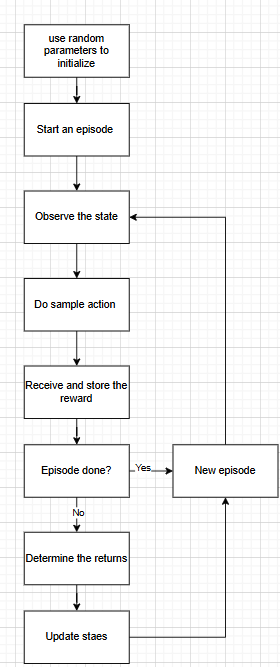 use random
parameters to
initialize
Start an episode
Observe the state
Do sample action
Receive and store the
reward
Episode done?
Yes
New episode
No
Determine the returns
Update staes